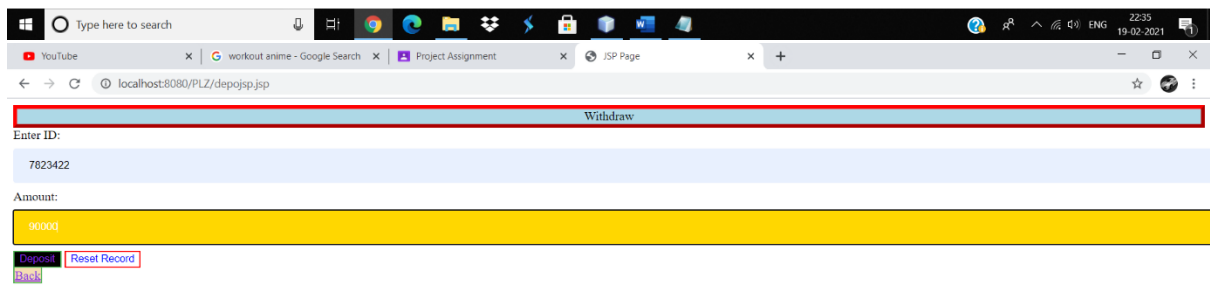 Type here to search
ENG
22:35
19-02-2021
1
YouTube
workout anime - Google Search
Project Assignment
JSP Page
localhost:8080/PLZ/depojsp.jsp
Withdraw
Enter ID:
7823422
Amount:
90000
Deposit Reset Record
Back